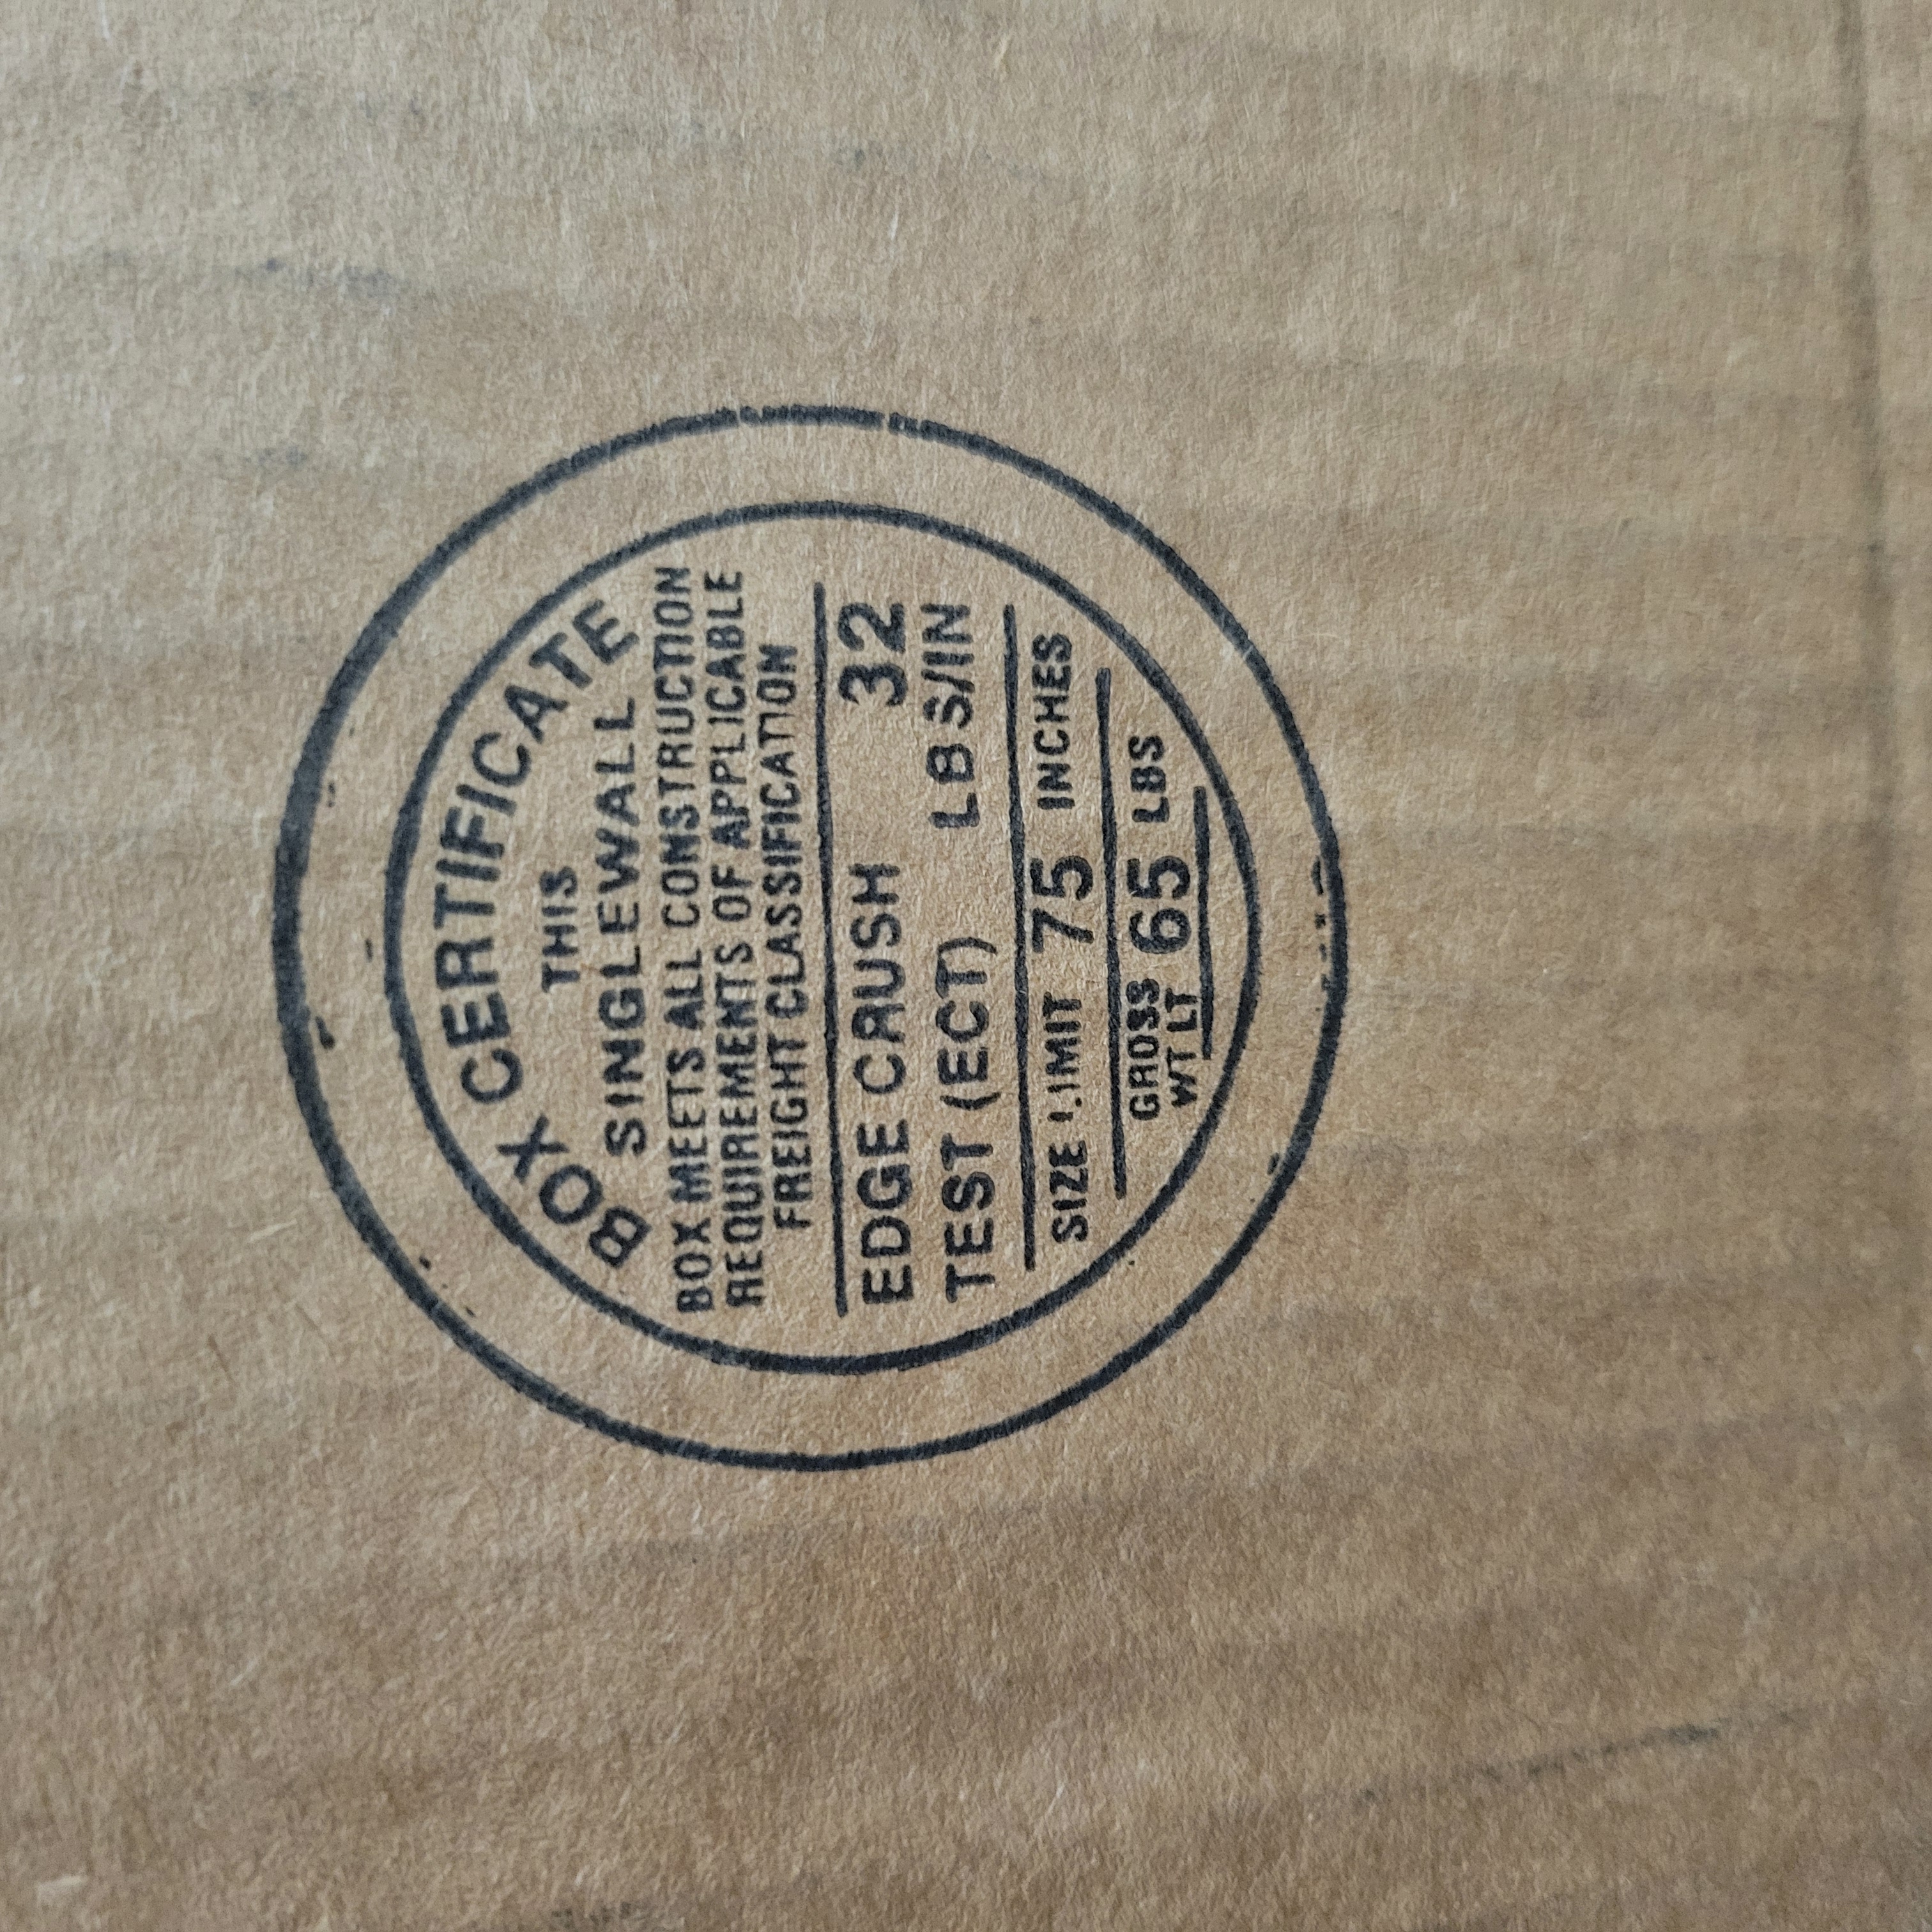 BOX CERTIFICATE
THIS
SINGLEWALL
BOX MEETS ALL CONSTRUCTION
REQUIREMENTS OF APPLICABLE
FREIGHT CLASSIFICATION
EDGE CRUSH 32
TEST (ECT) LBS/IN
SIZE LIMIT 75 INCHES
GROSS
WT LT 65 LBS